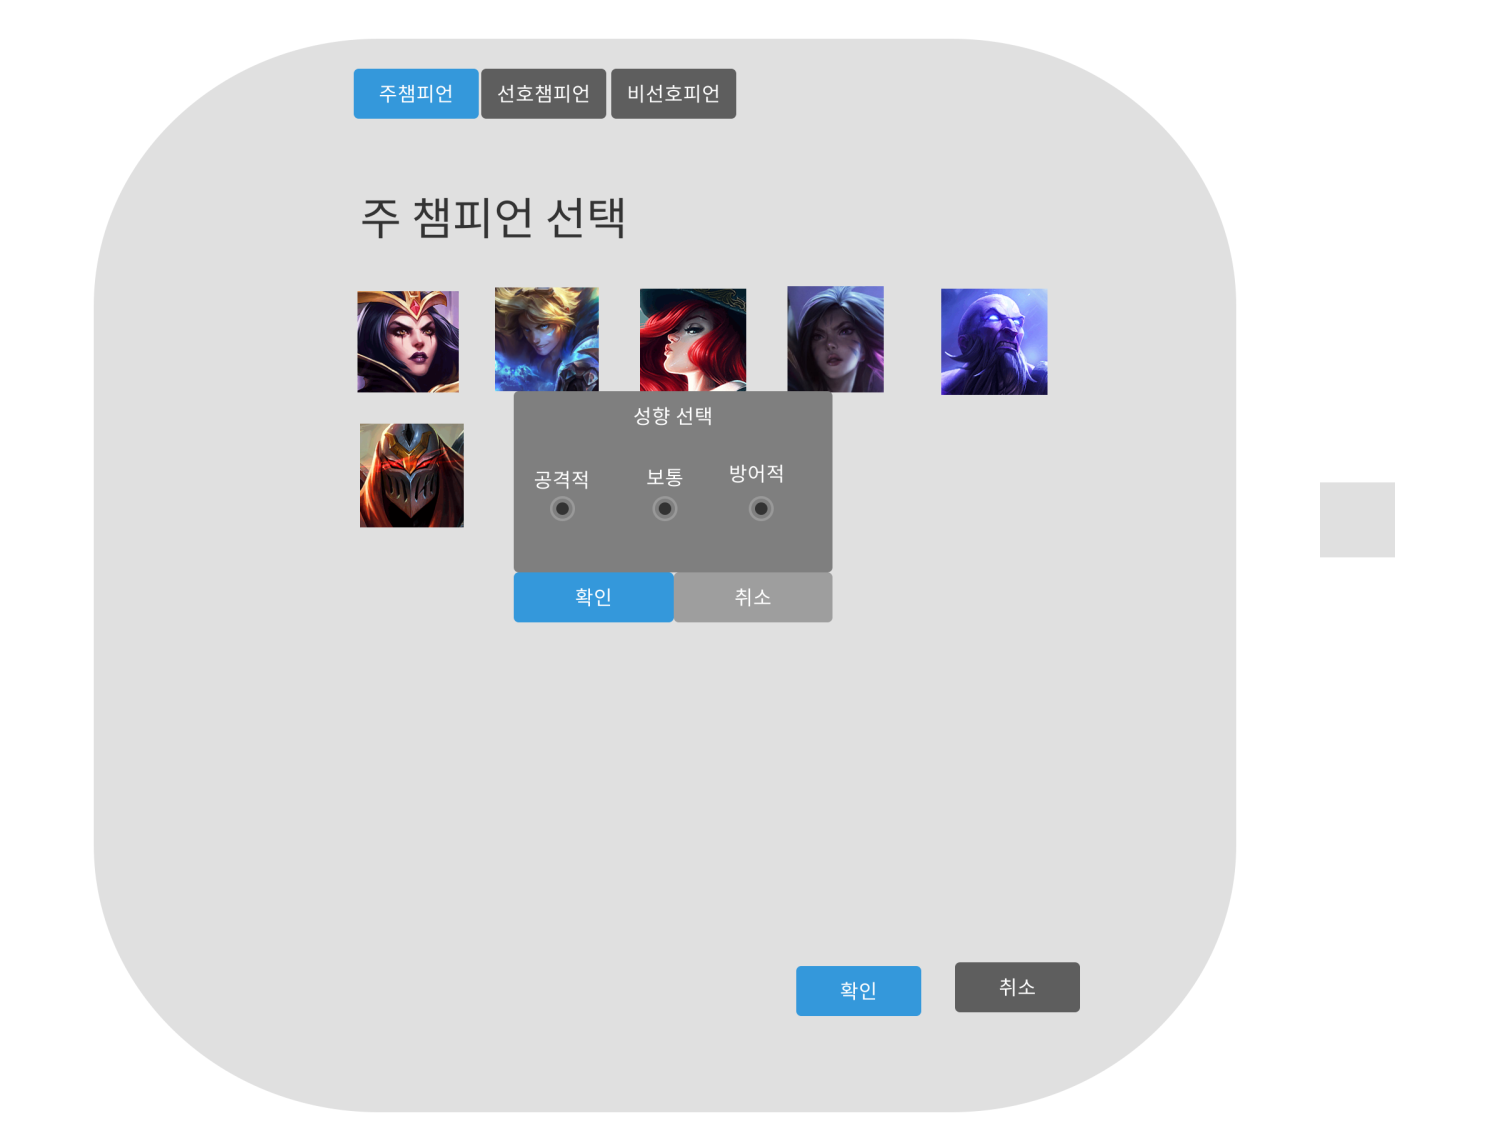 주챔피언 선호챔피언 비선호피언
주 챔피언 선택
성향 선택
공격적 보통 방어적
확인 취소
확인 취소